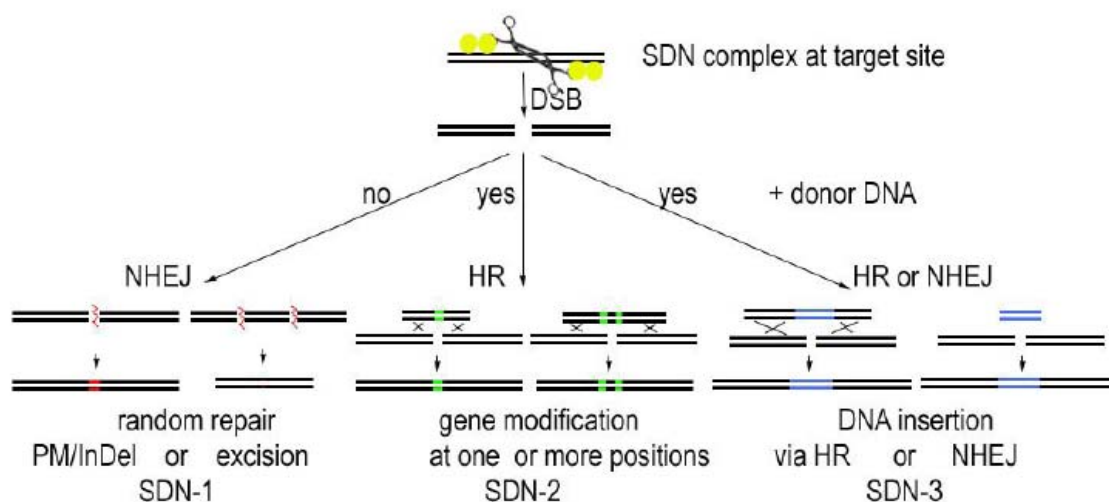 SDN complex at target site
DSB
no
yes
yes
+ donor DNA
NHEJ
HR
HR or NHEJ
random repair
PM/InDel or excision
SDN-1
gene modification
at one or more positions
SDN-2
DNA insertion
via HR or NHEJ
SDN-3